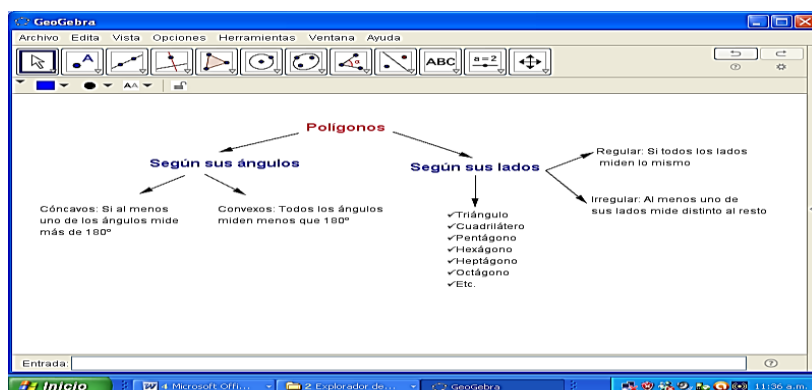 GeoGebra
Archivo Edita Vista Opciones Herramientas Ventana Ayuda
A
α
ABC
a=2
AA
Polígonos
Según sus ángulos
Según sus lados
Regular: Si todos los lados
miden lo mismo
Irregular: Al menos uno de
sus lados mide distinto al resto
Cóncavos: Si al menos
uno de los ángulos mide
más de 180º
Convexos: Todos los ángulos
miden menos que 180º
✓Triángulo
✓Cuadrilátero
✓Pentágono
✓Hexágono
✓Heptágono
✓Octágono
✓Etc.
Entrada:
Inicio
4 Microsoft Offi...
2 Explorador de...
GeoGebra
11:36 a.m.